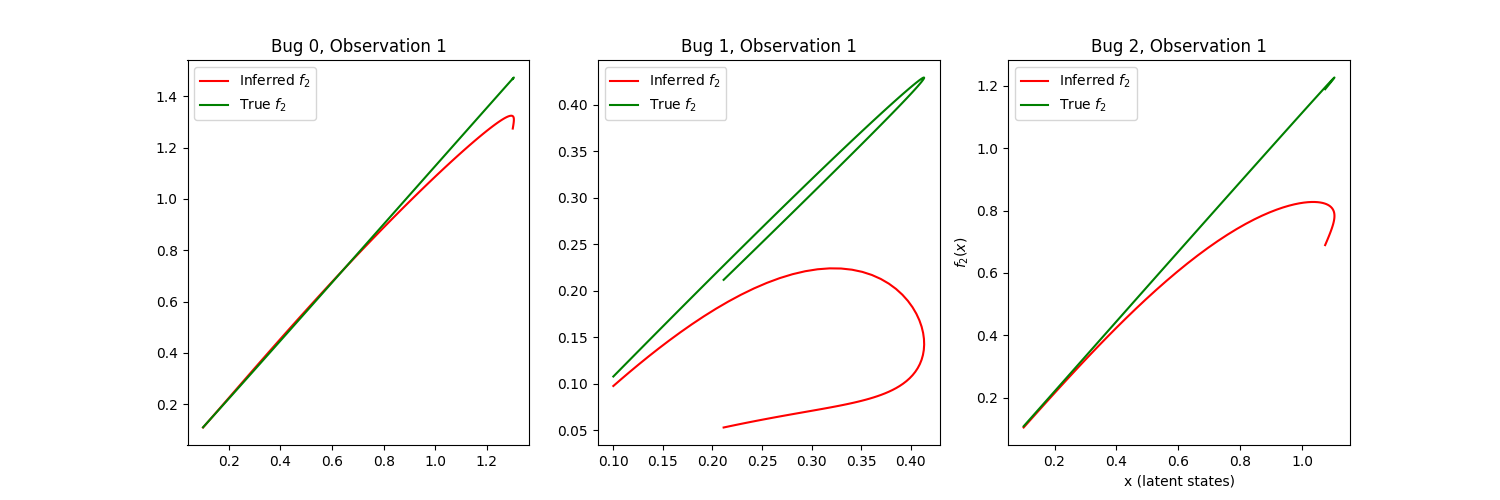 Bug 0, Observation 1
Inferred f₂
True f₂
1.4
1.2
1.0
0.8
0.6
0.4
0.2
0.2 0.4 0.6 0.8 1.0 1.2
Bug 1, Observation 1
Inferred f₂
True f₂
0.40
0.35
0.30
0.25
0.20
0.15
0.10
0.05
0.10 0.15 0.20 0.25 0.30 0.35 0.40
Bug 2, Observation 1
Inferred f₂
True f₂
1.2
1.0
0.8
0.6
0.4
0.2
f₂(x)
0.2 0.4 0.6 0.8 1.0
x (latent states)